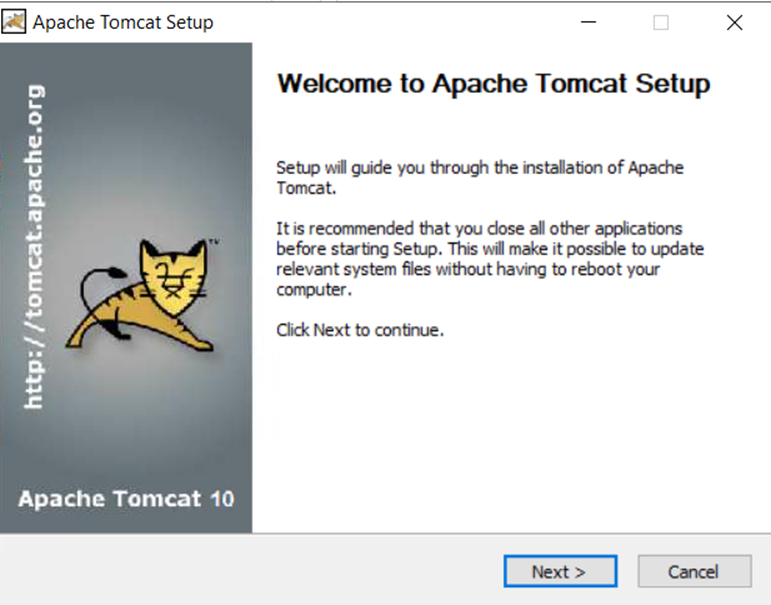 Apache Tomcat Setup
http://tomcat.apache.org
TM
Apache Tomcat 10
Welcome to Apache Tomcat Setup
Setup will guide you through the installation of Apache
Tomcat.
It is recommended that you close all other applications
before starting Setup. This will make it possible to update
relevant system files without having to reboot your
computer.
Click Next to continue.
Next >
Cancel